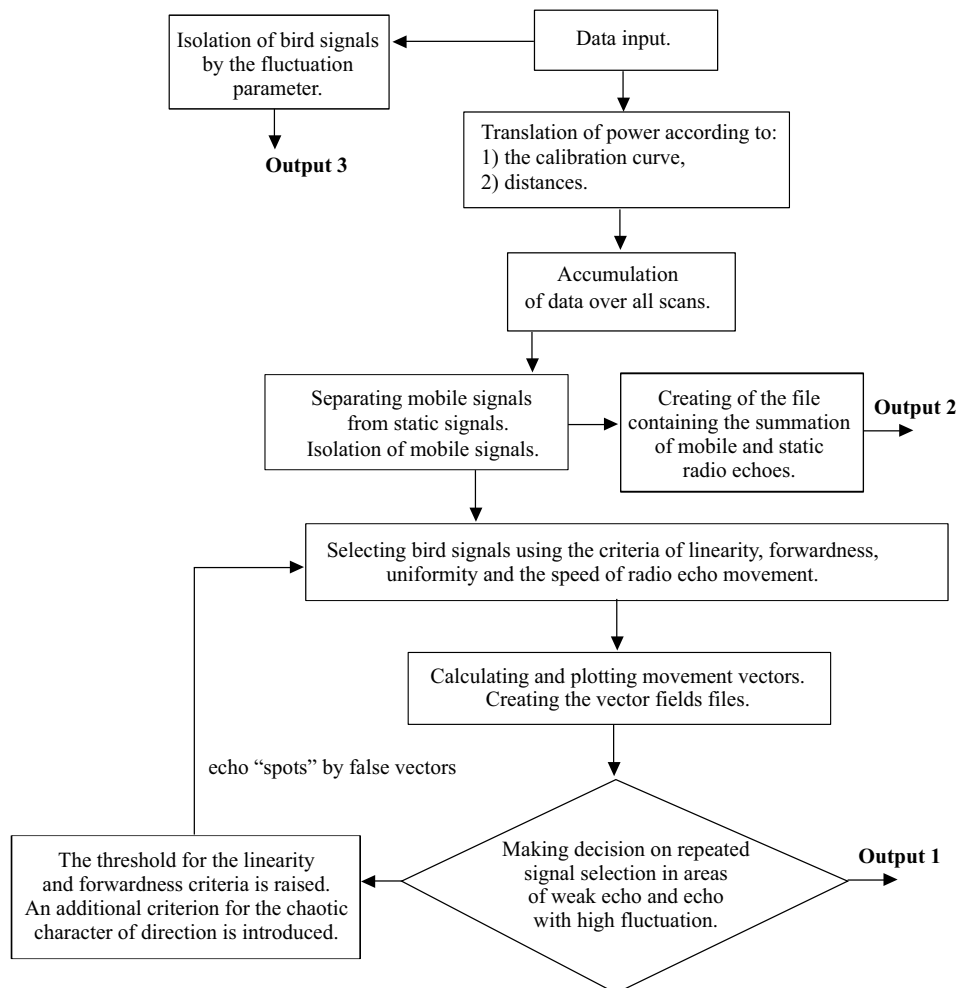 Isolation of bird signals
by the fluctuation
parameter.
Data input.
Output 3
Translation of power according to:
1) the calibration curve,
2) distances.
Accumulation
of data over all scans.
Separating mobile signals
from static signals.
Isolation of mobile signals.
Creating of the file
containing the summation
of mobile and static
radio echoes.
Output 2
Selecting bird signals using the criteria of linearity, forwardness,
uniformity and the speed of radio echo movement.
Calculating and plotting movement vectors.
Creating the vector fields files.
echo “spots” by false vectors
Making decision on repeated
signal selection in areas
of weak echo and echo
with high fluctuation.
Output 1
The threshold for the linearity
and forwardness criteria is raised.
An additional criterion for the chaotic
character of direction is introduced.